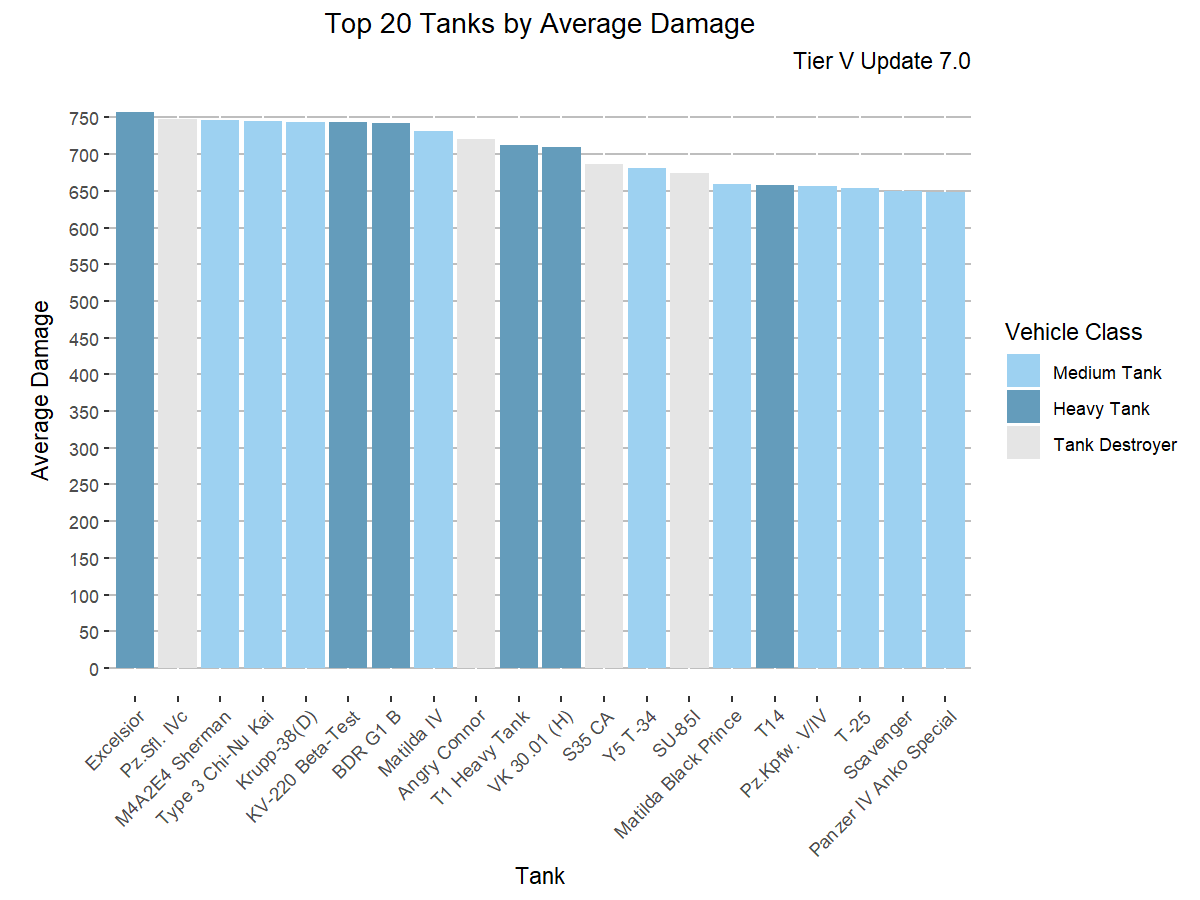 Top 20 Tanks by Average Damage
Tier V Update 7.0
Average Damage
750
700
650
600
550
500
450
400
350
300
250
200
150
100
50
0
Excelsior
Pz.Sfl. IVc
M4A2E4 Sherman
Type 3 Chi-Nu Kai
Krupp-38(D)
KV-220 Beta-Test
BDR G1 B
Matilda IV
Angry Connor
T1 Heavy Tank
VK 30.01 (H)
S35 CA
Y5 T-34
SU-85I
Matilda Black Prince
T14
Pz.Kpfw. V/IV
T-25
Scavenger
Panzer IV Anko Special
Tank
Vehicle Class
Medium Tank
Heavy Tank
Tank Destroyer